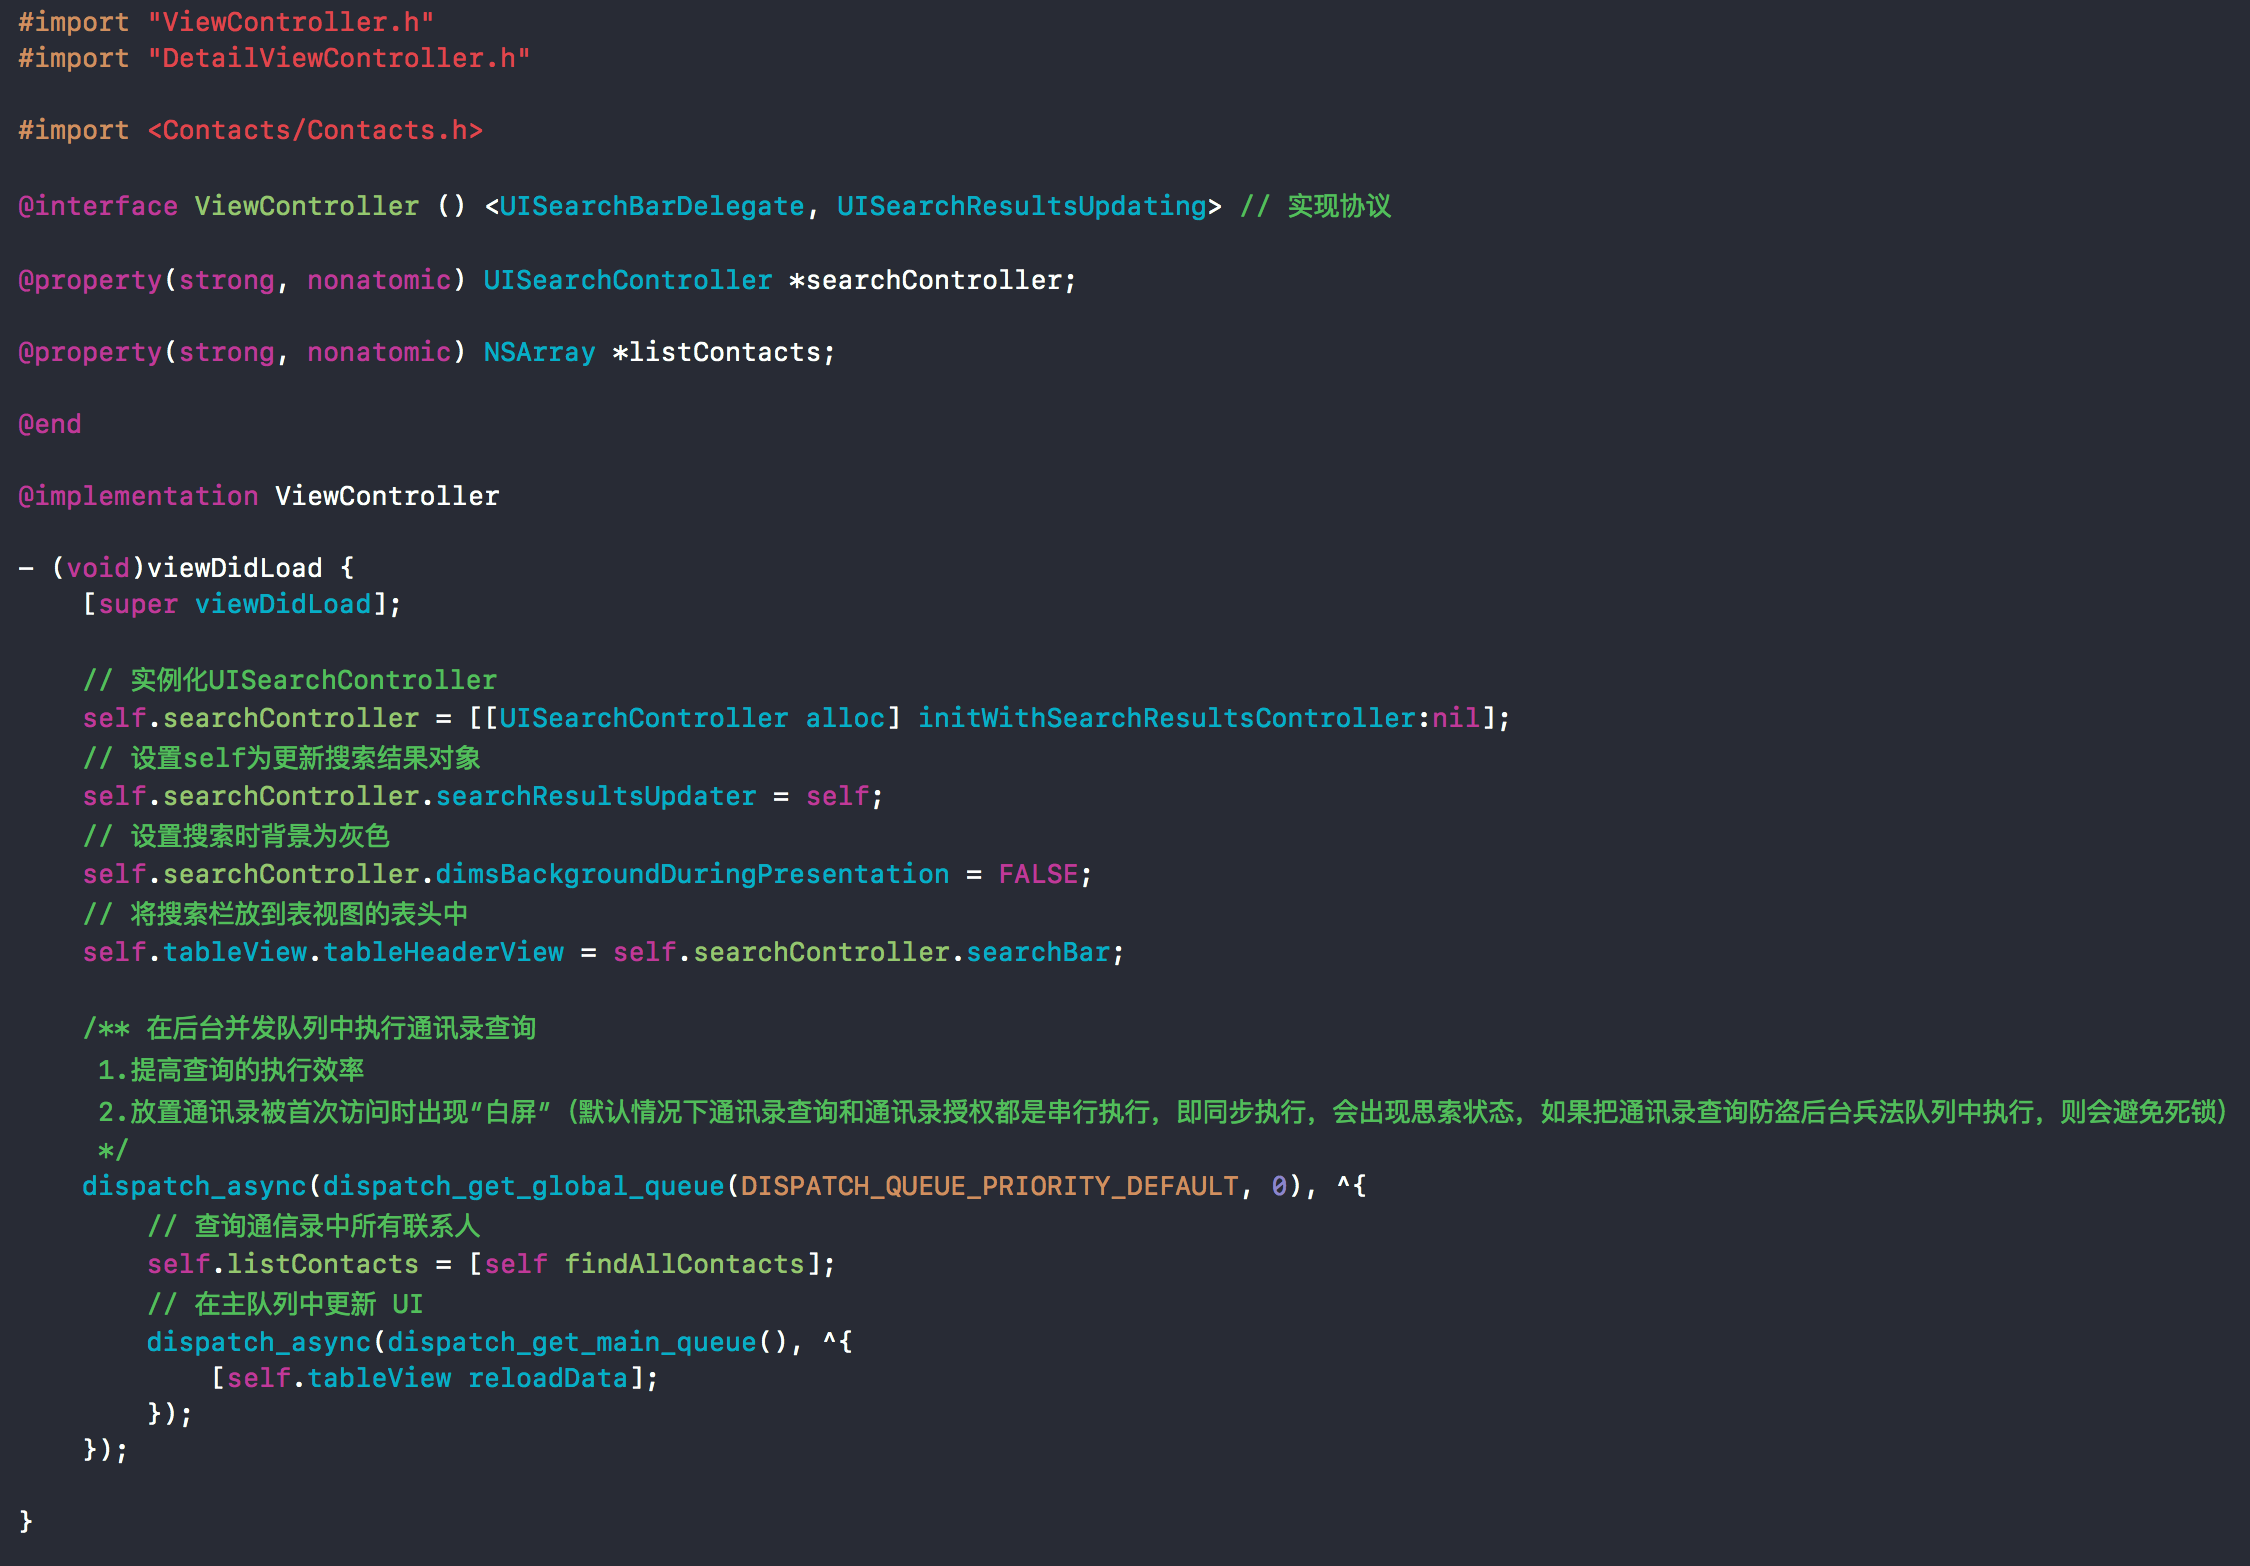 #import "ViewController.h"
#import "DetailViewController.h"
#import <Contacts/Contacts.h>
@interface ViewController () <UISearchBarDelegate, UISearchResultsUpdating> // 实现协议
@property(strong, nonatomic) UISearchController *searchController;
@property(strong, nonatomic) NSArray *listContacts;
@end
@implementation ViewController
- (void)viewDidLoad {
[super viewDidLoad];
// 实例化UISearchController
self.searchController = [[UISearchController alloc] initWithSearchResultsController:nil];
// 设置self为更新搜索结果对象
self.searchController.searchResultsUpdater = self;
// 设置搜索时背景为灰色
self.searchController.dimsBackgroundDuringPresentation = FALSE;
// 将搜索栏放到表视图的表头中
self.tableView.tableHeaderView = self.searchController.searchBar;
/** 在后台并发队列中执行通讯录查询
1.提高查询的执行效率
2.放置通讯录被首次访问时出现“白屏”（默认情况下通讯录查询和通讯录授权都是串行执行，即同步执行，会出现思索状态，如果把通讯录查询防盗后台兵法队列中执行，则会避免死锁）
*/
dispatch_async(dispatch_get_global_queue(DISPATCH_QUEUE_PRIORITY_DEFAULT, 0), ^{
// 查询通信录中所有联系人
self.listContacts = [self findAllContacts];
// 在主队列中更新 UI
dispatch_async(dispatch_get_main_queue(), ^{
[self.tableView reloadData];
});
});
}